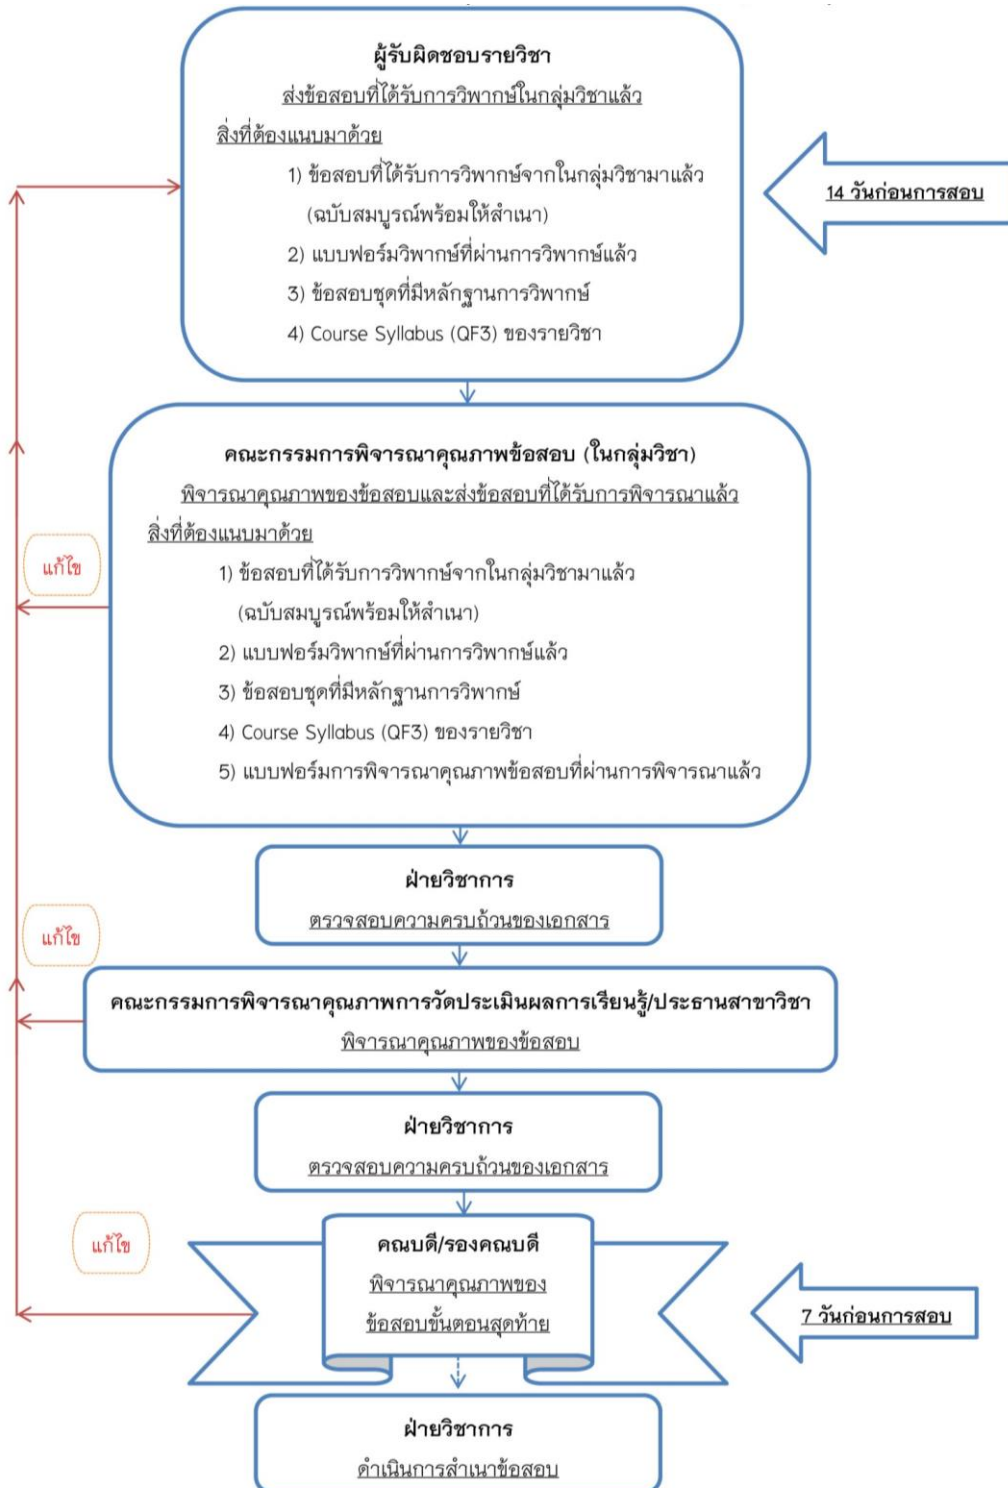 ผู้รับผิดชอบรายวิชา
ส่งข้อสอบที่ได้รับการวิพากษ์ในกลุ่มวิชาแล้ว
สิ่งที่ต้องแนบมาด้วย
1) ข้อสอบที่ได้รับการวิพากษ์จากในกลุ่มวิชามาแล้ว
(ฉบับสมบูรณ์พร้อมให้สำเนา)
2) แบบฟอร์มวิพากษ์ที่ผ่านการวิพากษ์แล้ว
3) ข้อสอบชุดที่มีหลักฐานการวิพากษ์
4) Course Syllabus (QF3) ของรายวิชา
14 วันก่อนการสอบ
คณะกรรมการพิจารณาคุณภาพข้อสอบ (ในกลุ่มวิชา)
พิจารณาคุณภาพของข้อสอบและส่งข้อสอบที่ได้รับการพิจารณาแล้ว
สิ่งที่ต้องแนบมาด้วย
1) ข้อสอบที่ได้รับการวิพากษ์จากในกลุ่มวิชามาแล้ว
(ฉบับสมบูรณ์พร้อมให้สำเนา)
2) แบบฟอร์มวิพากษ์ที่ผ่านการวิพากษ์แล้ว
3) ข้อสอบชุดที่มีหลักฐานการวิพากษ์
4) Course Syllabus (QF3) ของรายวิชา
5) แบบฟอร์มการพิจารณาคุณภาพข้อสอบที่ผ่านการพิจารณาแล้ว
แก้ไข
ฝ่ายวิชาการ
ตรวจสอบความครบถ้วนของเอกสาร
แก้ไข
คณะกรรมการพิจารณาคุณภาพการวัดประเมินผลการเรียนรู้/ประธานสาขาวิชา
พิจารณาคุณภาพของข้อสอบ
ฝ่ายวิชาการ
ตรวจสอบความครบถ้วนของเอกสาร
แก้ไข
คณบดี/รองคณบดี
พิจารณาคุณภาพของ
ข้อสอบขั้นตอนสุดท้าย
7 วันก่อนการสอบ
ฝ่ายวิชาการ
ดำเนินการสำเนาข้อสอบ